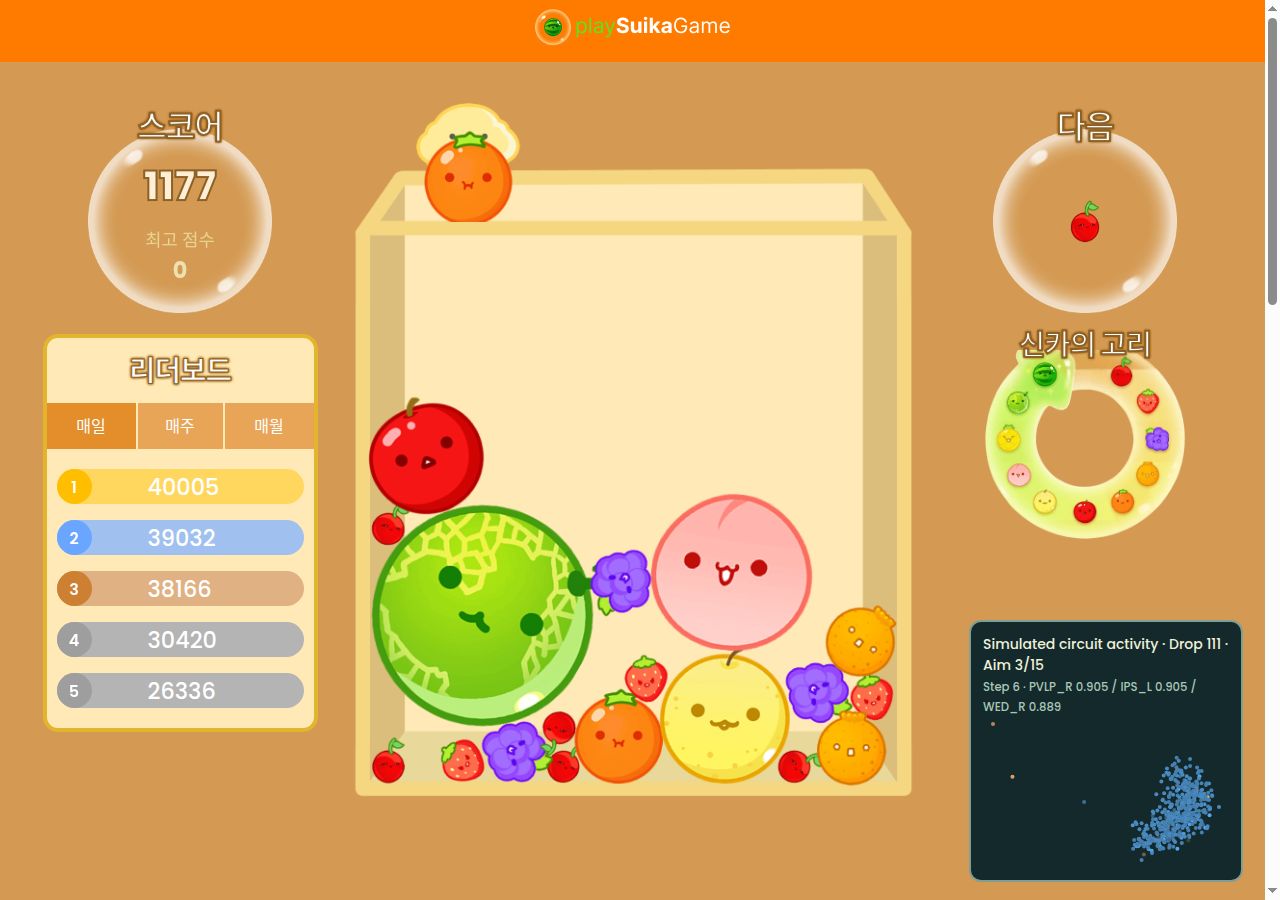 playSuikaGame
스코어
1177
최고 점수
0
리더보드
매일 매주 매월
1 40005
2 39032
3 38166
4 30420
5 26336
다음
신카의 고리
Simulated circuit activity · Drop 111 ·
Aim 3/15
Step 6 · PVLP_R 0.905 / IPS_L 0.905 /
WED_R 0.889